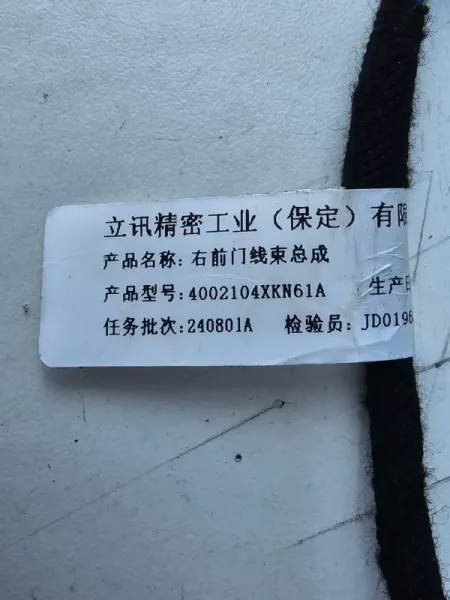 立讯精密工业（保定）有限
产品名称: 右前门线束总成
产品型号: 4002104XKN61A 生产日
任务批次: 240801A 检验员: JD0196